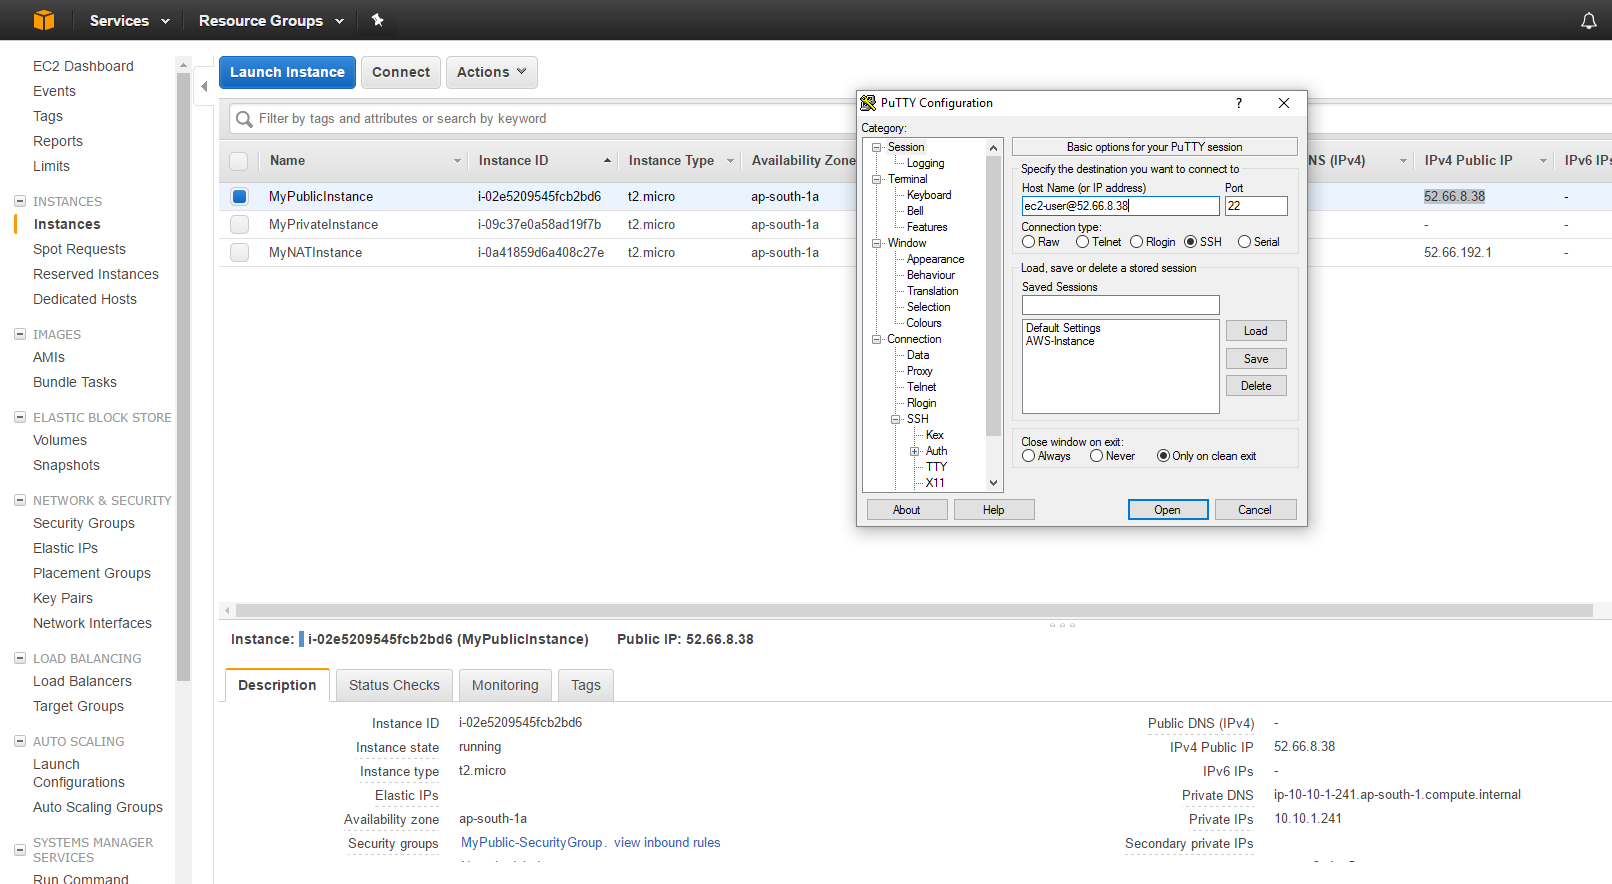 Services Resource Groups
EC2 Dashboard
Events
Tags
Reports
Limits
INSTANCES
Instances
Spot Requests
Reserved Instances
Dedicated Hosts
IMAGES
AMIs
Bundle Tasks
ELASTIC BLOCK STORE
Volumes
Snapshots
NETWORK & SECURITY
Security Groups
Elastic IPs
Placement Groups
Key Pairs
Network Interfaces
LOAD BALANCING
Load Balancers
Target Groups
AUTO SCALING
Launch
Configurations
Auto Scaling Groups
SYSTEMS MANAGER
SERVICES
Run Command
Launch Instance Connect Actions
Filter by tags and attributes or search by keyword
Name Instance ID Instance Type Availability Zone NS (IPv4) IPv4 Public IP IPv6 IPs
MyPublicInstance i-02e5209545fcb2bd6 t2.micro ap-south-1a 52.66.8.38 -
MyPrivateInstance i-09c37e0a58ad19f7b t2.micro ap-south-1a - -
MyNATInstance i-0a41859d6a408c27e t2.micro ap-south-1a 52.66.192.1 -
PuTTY Configuration ?
Category:
Session
Logging
Terminal
Keyboard
Bell
Features
Window
Appearance
Behaviour
Translation
Selection
Colours
Connection
Data
Proxy
Telnet
Rlogin
SSH
Kex
Auth
TTY
X11
Basic options for your PuTTY session
Specify the destination you want to connect to
Host Name (or IP address) Port
ec2-user@52.66.8.38 22
Connection type:
Raw Telnet Rlogin SSH Serial
Load, save or delete a stored session
Saved Sessions
Default Settings
AWS-Instance
Load
Save
Delete
Close window on exit:
Always Never Only on clean exit
About Help Open Cancel
Instance: i-02e5209545fcb2bd6 (MyPublicInstance) Public IP: 52.66.8.38
Description Status Checks Monitoring Tags
Instance ID i-02e5209545fcb2bd6
Instance state running
Instance type t2.micro
Elastic IPs
Availability zone ap-south-1a
Security groups MyPublic-SecurityGroup. view inbound rules
Public DNS (IPv4) -
IPv4 Public IP 52.66.8.38
IPv6 IPs -
Private DNS ip-10-10-1-241.ap-south-1.compute.internal
Private IPs 10.10.1.241
Secondary private IPs